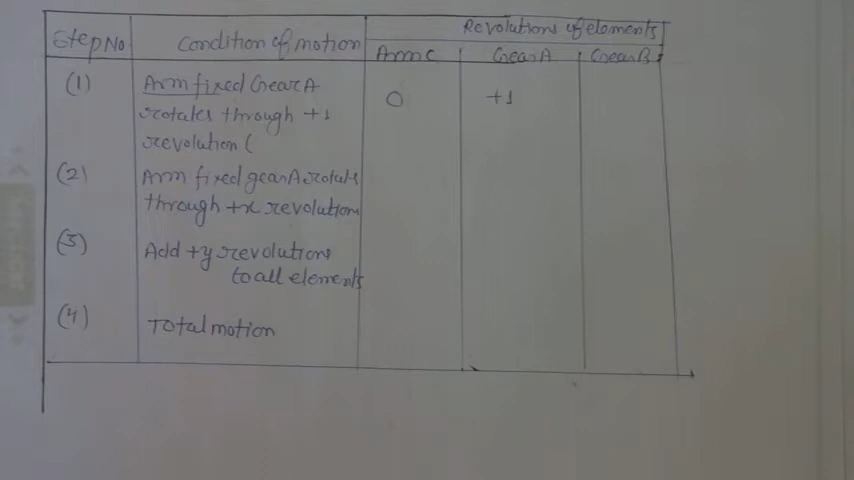 Step No Condition of motion Revolutions of elements
Arm C Gear A Gear B
(1) Arm fixed Gear A 0 +1
rotates through +1
revolution (
(2) Arm fixed gear A rotates
through +x revolutions
(3) Add +y revolutions
to all elements
(4) Total motion